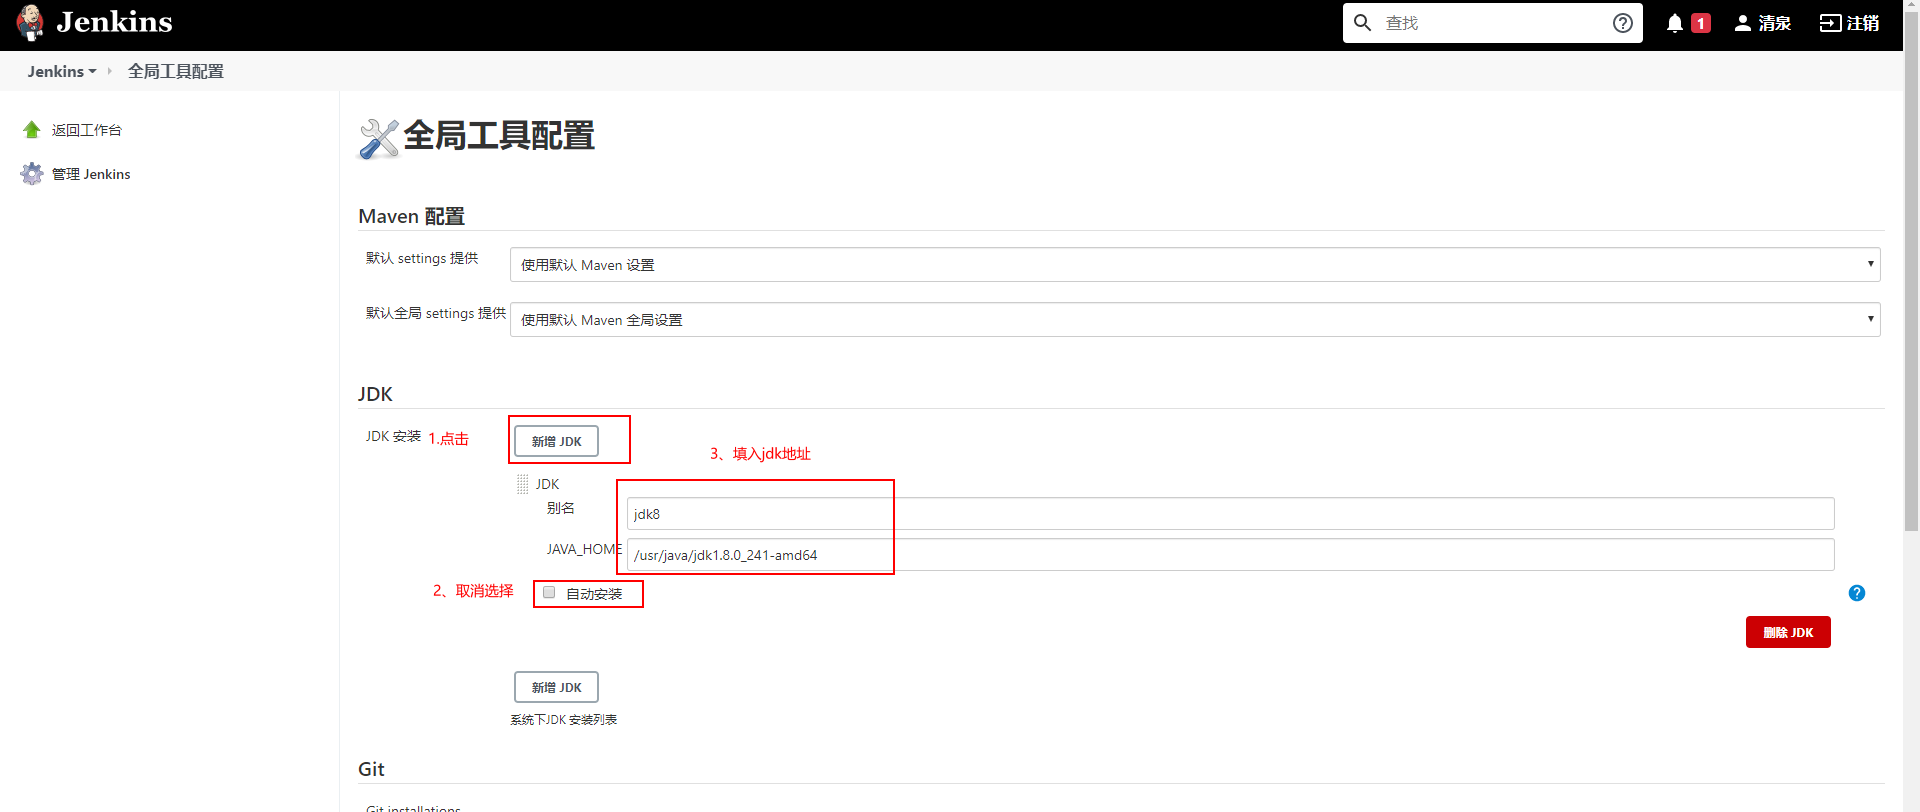 Jenkins
查找
1
清泉
注销
Jenkins
全局工具配置
返回工作台
管理 Jenkins
全局工具配置
Maven 配置
默认 settings 提供
使用默认 Maven 设置
默认全局 settings 提供
使用默认 Maven 全局设置
JDK
JDK 安装
1.点击
新增 JDK
3、填入jdk地址
JDK
别名
jdk8
JAVA_HOME
/usr/java/jdk1.8.0_241-amd64
2、取消选择
自动安装
删除 JDK
新增 JDK
系统下JDK 安装列表
Git
Git installations